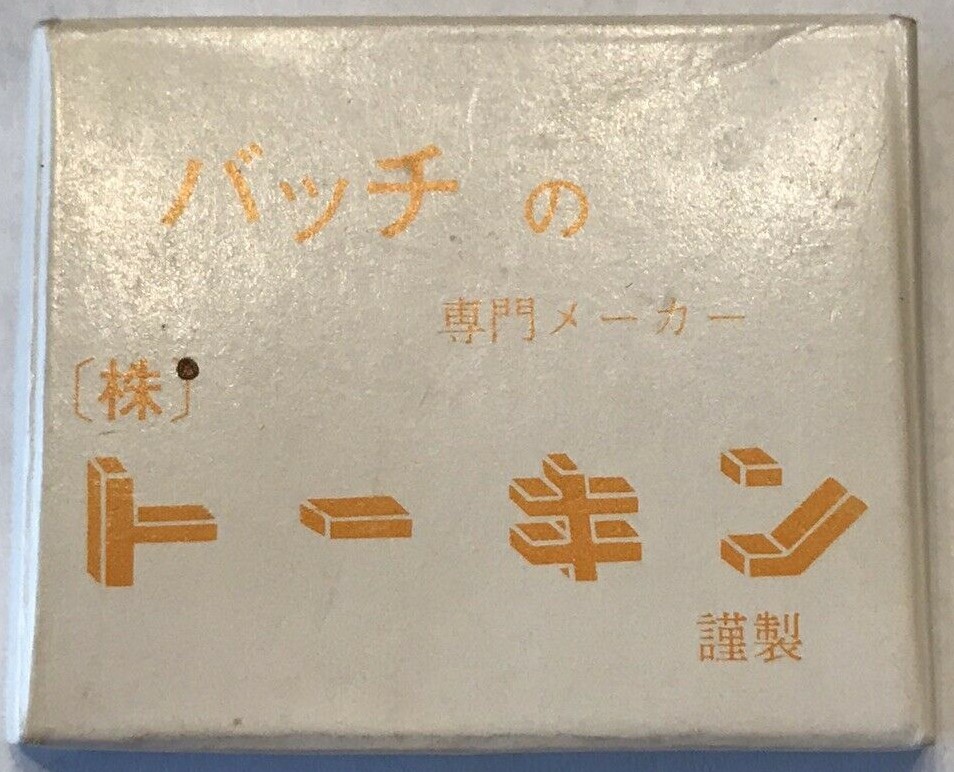 バッチの
専門メーカー
〔株〕
トーキン
謹製